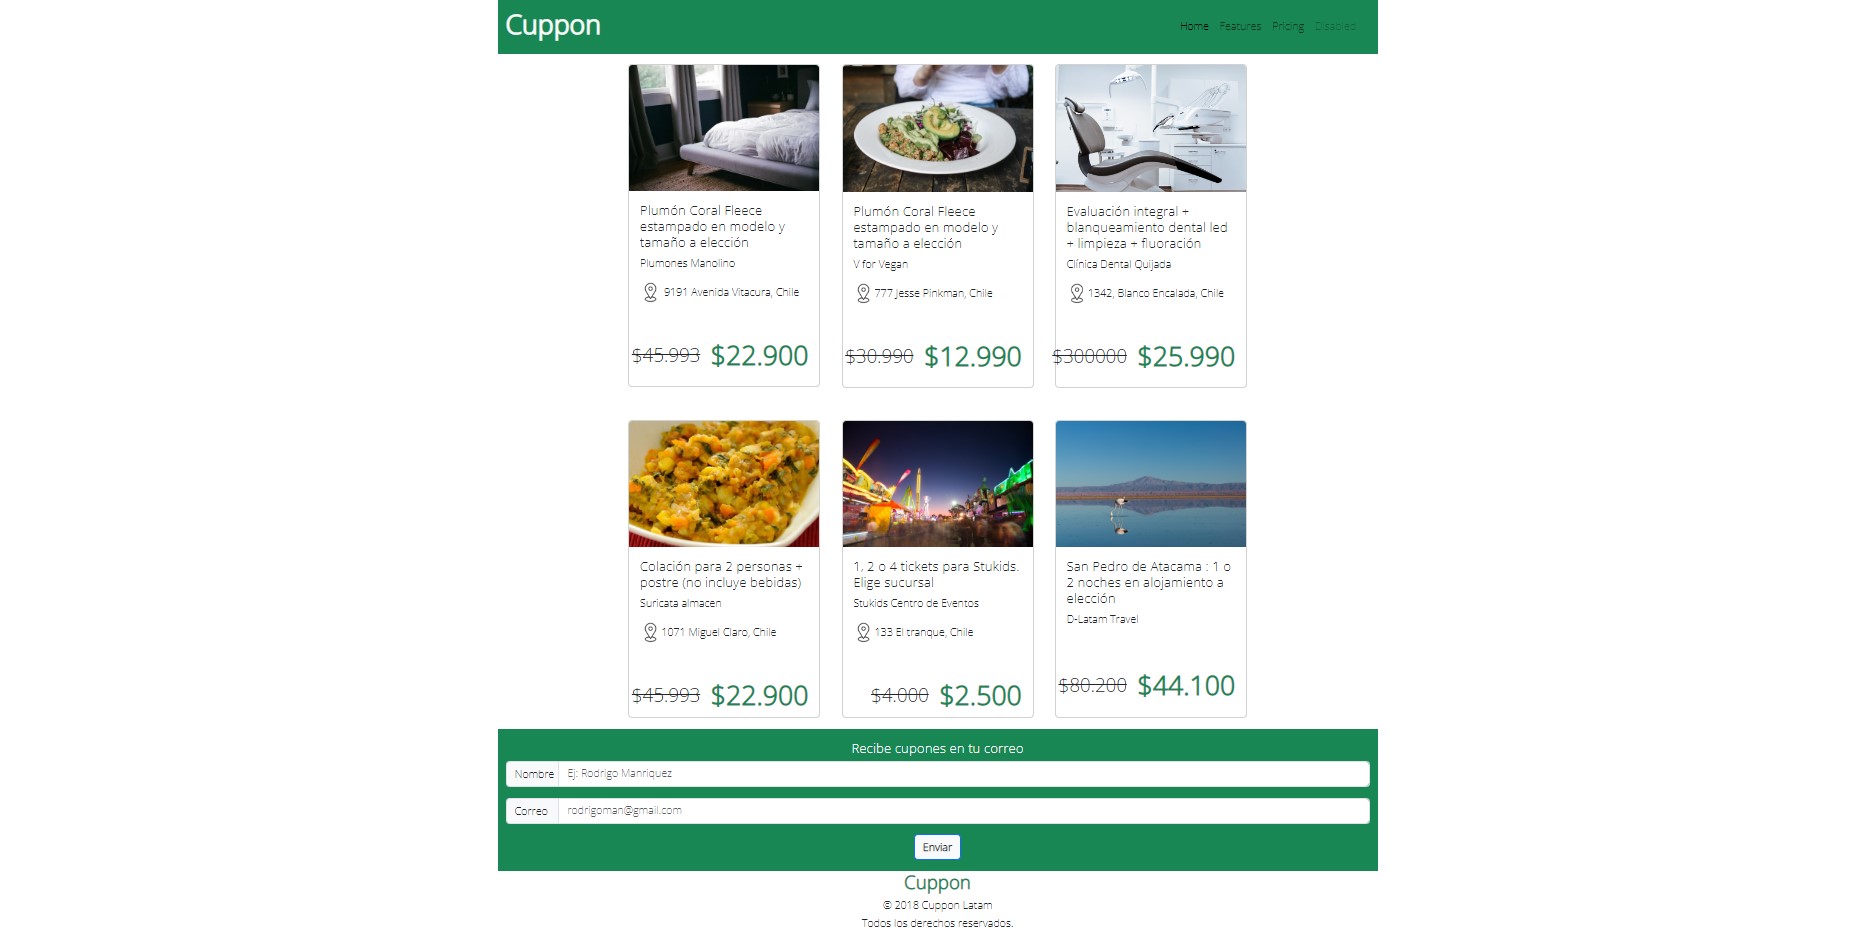 Cuppon
Home Features Pricing Disabled
Plumón Coral Fleece
estampado en modelo y
tamaño a elección
Plumones Manolino
9191 Avenida Vitacura, Chile
$45.993 $22.900
Plumón Coral Fleece
estampado en modelo y
tamaño a elección
V for Vegan
777 Jesse Pinkman, Chile
$30.990 $12.990
Evaluación integral +
blanqueamiento dental led
+ limpieza + fluoración
Clínica Dental Quijada
1342, Blanco Encalada, Chile
$300000 $25.990
Colación para 2 personas +
postre (no incluye bebidas)
Suricata almacen
1071 Miguel Claro, Chile
$45.993 $22.900
1, 2 o 4 tickets para Stukids.
Elige sucursal
Stukids Centro de Eventos
133 El tranque, Chile
$4.000 $2.500
San Pedro de Atacama : 1 o
2 noches en alojamiento a
elección
D-Latam Travel
$80.200 $44.100
Recibe cupones en tu correo
Nombre Ej: Rodrigo Manriquez
Correo rodrigoman@gmail.com
Enviar
Cuppon
© 2018 Cuppon Latam
Todos los derechos reservados.